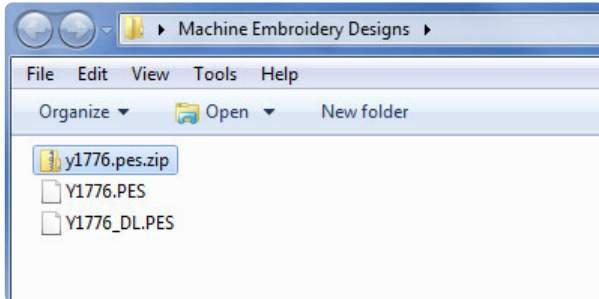 Machine Embroidery Designs
File Edit View Tools Help
Organize Open New folder
y1776.pes.zip
Y1776.PES
Y1776_DL.PES